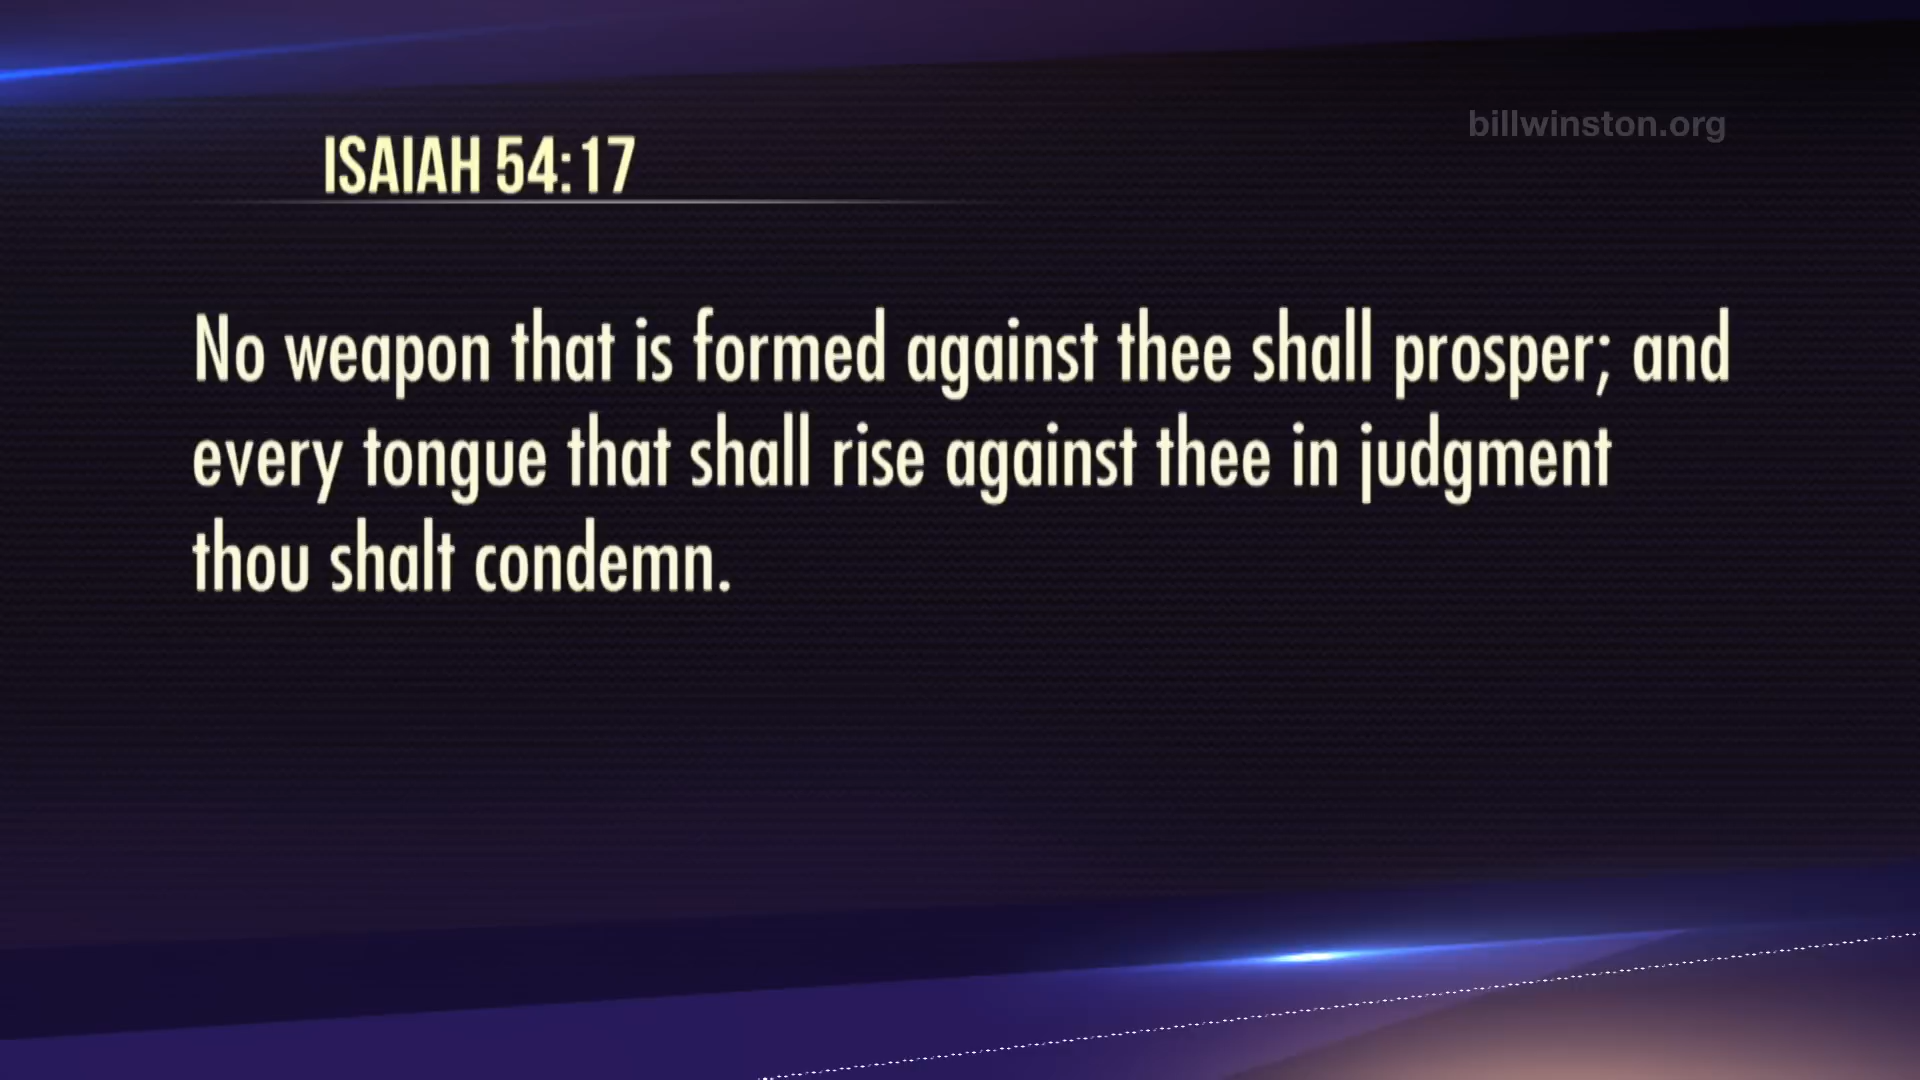 billwinston.org
ISAIAH 54:17
No weapon that is formed against thee shall prosper; and
every tongue that shall rise against thee in judgment
thou shalt condemn.